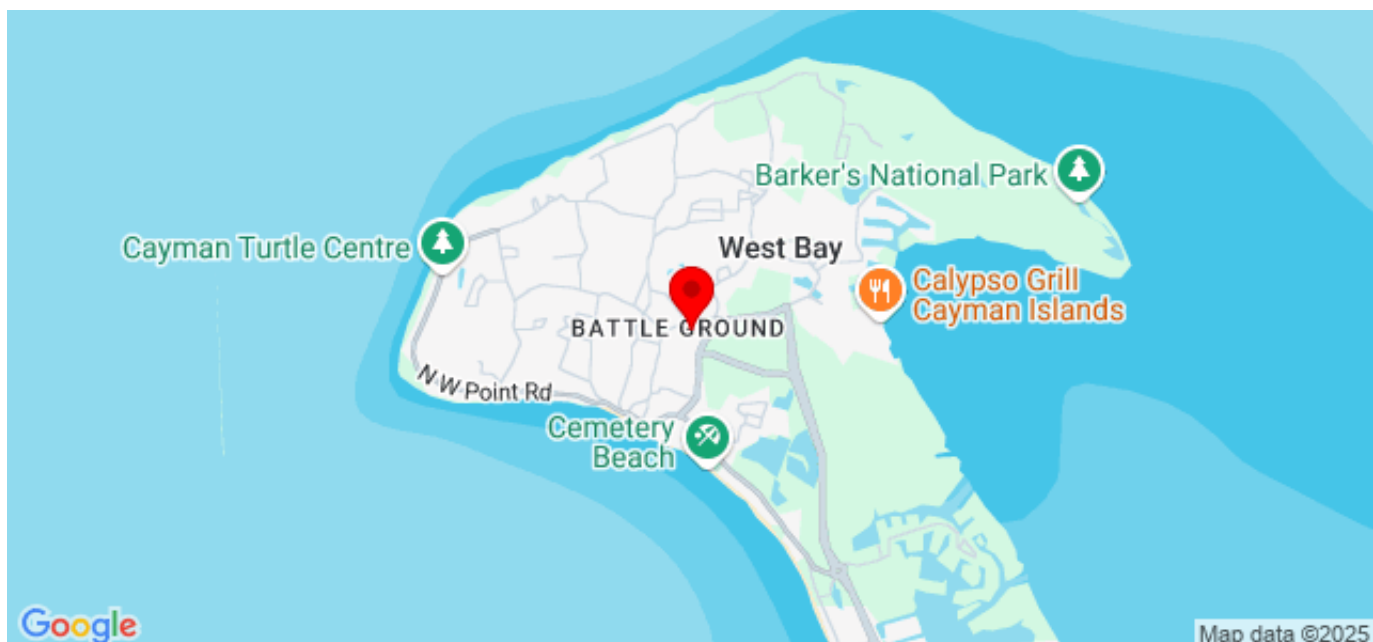 Barker's National Park
Cayman Turtle Centre
West Bay
Calypso Grill
Cayman Islands
BATTLE GROUND
N W Point Rd
Cemetery
Beach
Google
Map data ©2025